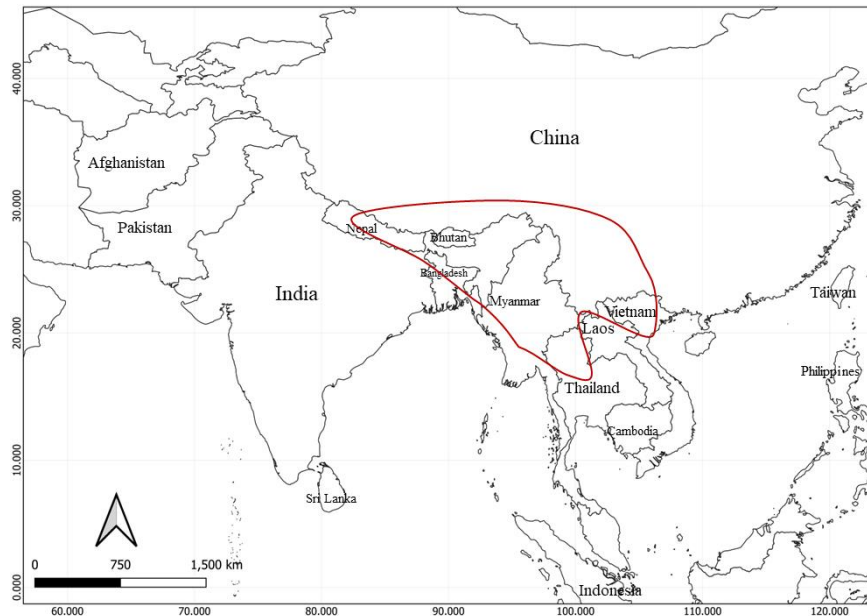 40.000
China
Afghanistan
30.000
Pakistan
Nepal
Bhutan
Bangladesh
India
Myanmar
Taiwan
Vietnam
20.000
Laos
Philippines
Thailand
Cambodia
10.000
Sri Lanka
0 750 1,500 km
Indonesia
0.000
60.000 70.000 80.000 90.000 100.000 110.000 120.000